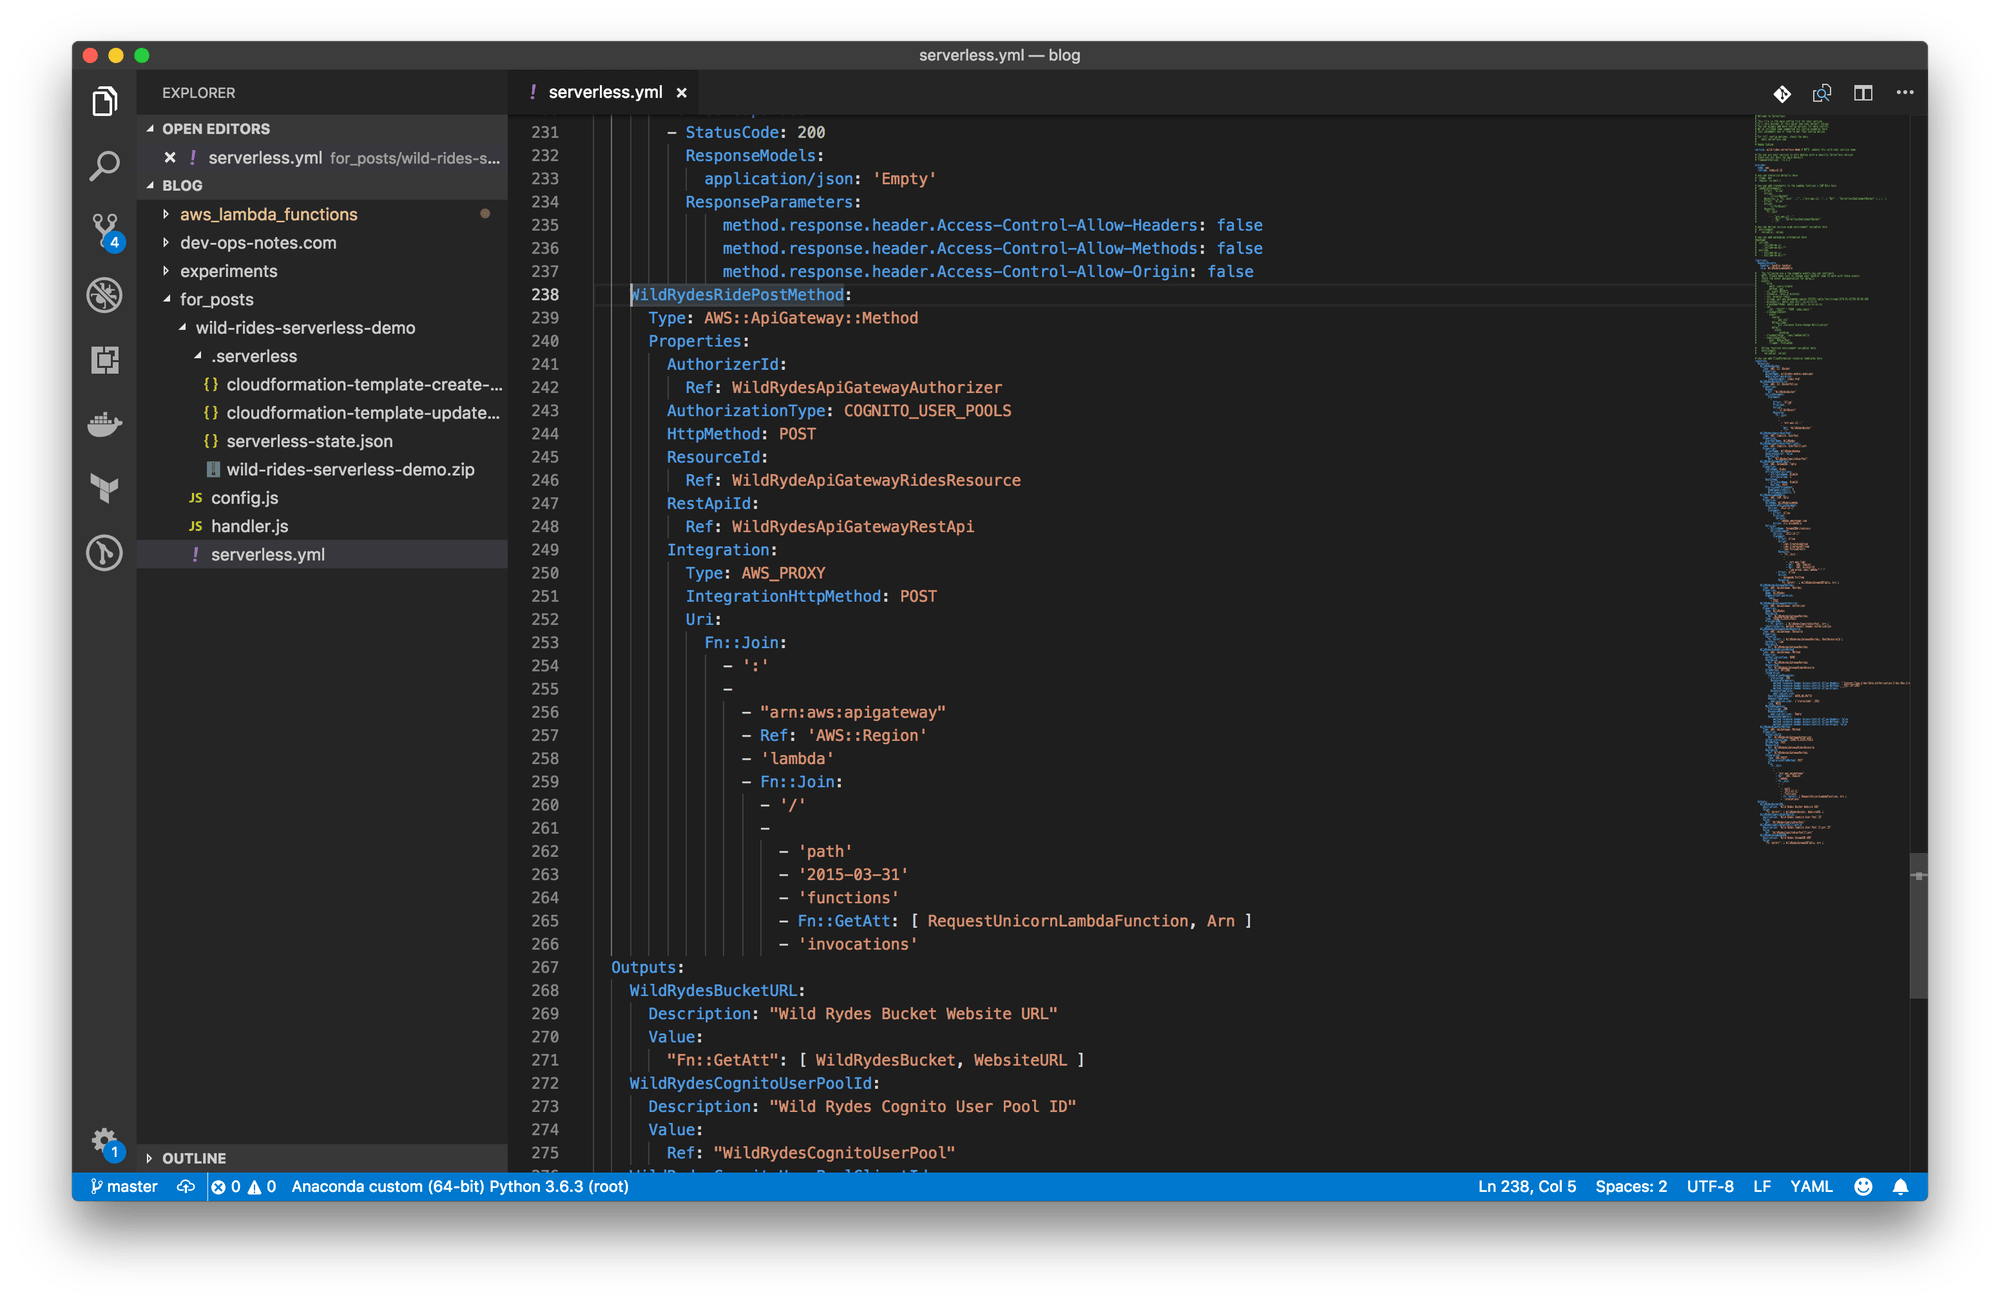 serverless.yml — blog
EXPLORER
OPEN EDITORS
serverless.yml for_posts/wild-rides-s...
BLOG
aws_lambda_functions
dev-ops-notes.com
experiments
for_posts
wild-rides-serverless-demo
.serverless
{} cloudformation-template-create-...
{} cloudformation-template-update...
{} serverless-state.json
wild-rides-serverless-demo.zip
JS config.js
JS handler.js
! serverless.yml
OUTLINE
4
1
! serverless.yml ×
231 - StatusCode: 200
232 ResponseModels:
233 application/json: 'Empty'
234 ResponseParameters:
235 method.response.header.Access-Control-Allow-Headers: false
236 method.response.header.Access-Control-Allow-Methods: false
237 method.response.header.Access-Control-Allow-Origin: false
238 WildRydesRidePostMethod:
239 Type: AWS::ApiGateway::Method
240 Properties:
241 AuthorizerId:
242 Ref: WildRydesApiGatewayAuthorizer
243 AuthorizationType: COGNITO_USER_POOLS
244 HttpMethod: POST
245 ResourceId:
246 Ref: WildRydeApiGatewayRidesResource
247 RestApiId:
248 Ref: WildRydesApiGatewayRestApi
249 Integration:
250 Type: AWS_PROXY
251 IntegrationHttpMethod: POST
252 Uri:
253 Fn::Join:
254 - ':'
255 -
256 - "arn:aws:apigateway"
257 - Ref: 'AWS::Region'
258 - 'lambda'
259 - Fn::Join:
260 - '/'
261 -
262 - 'path'
263 - '2015-03-31'
264 - 'functions'
265 - Fn::GetAtt: [ RequestUnicornLambdaFunction, Arn ]
266 - 'invocations'
267 Outputs:
268 WildRydesBucketURL:
269 Description: "Wild Rydes Bucket Website URL"
270 Value:
271 "Fn::GetAtt": [ WildRydesBucket, WebsiteURL ]
272 WildRydesCognitoUserPoolId:
273 Description: "Wild Rydes Cognito User Pool ID"
274 Value:
275 Ref: "WildRydesCognitoUserPool"
master 0 0 Anaconda custom (64-bit) Python 3.6.3 (root) Ln 238, Col 5 Spaces: 2 UTF-8 LF YAML